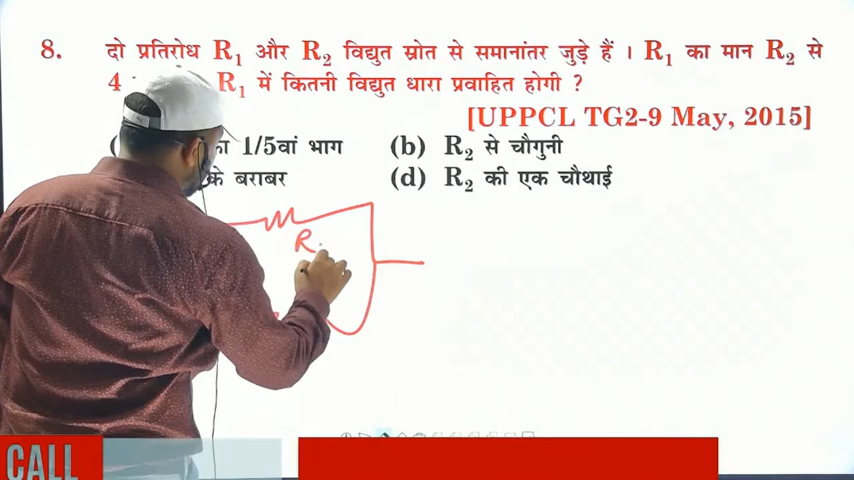 8. दो प्रतिरोध R₁ और R₂ विद्युत स्रोत से समानांतर जुड़े हैं । R₁ का मान R₂ से
4 R₁ में कितनी विद्युत धारा प्रवाहित होगी ?
[UPPCL TG2-9 May, 2015]
1/5वां भाग (b) R₂ से चौगुनी
के बराबर (d) R₂ की एक चौथाई
R
CALL